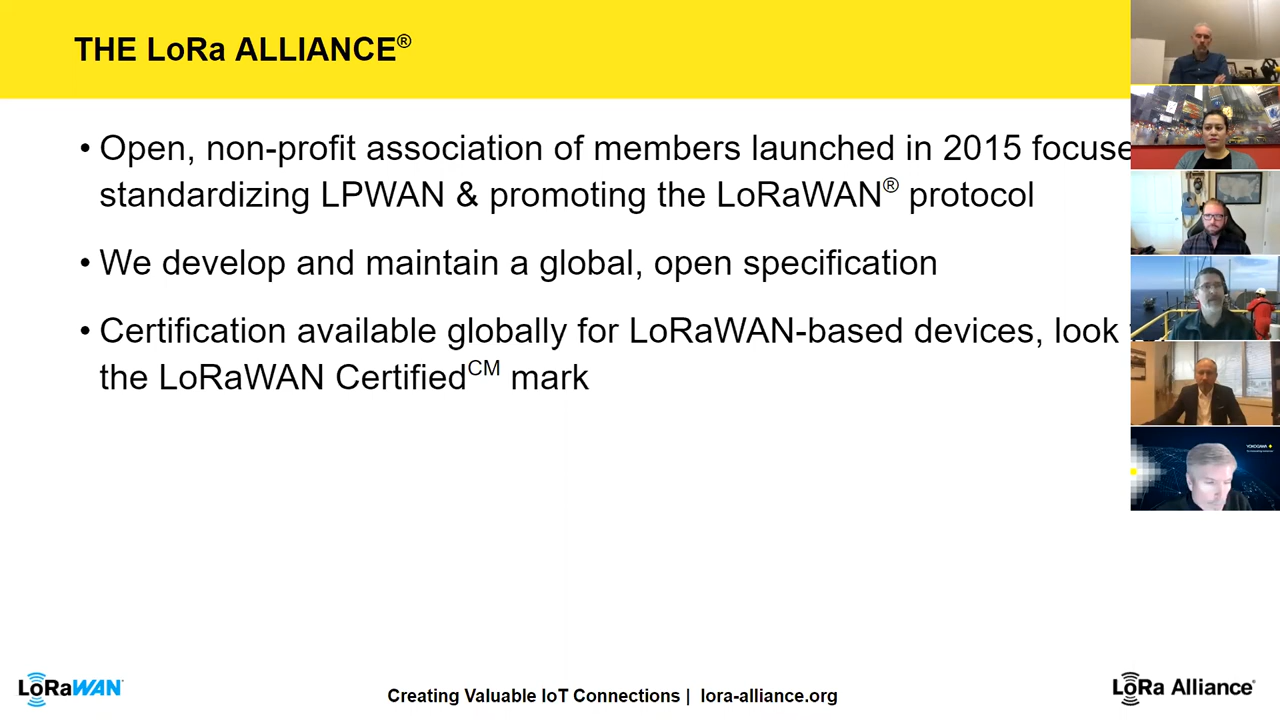 THE LoRa ALLIANCE®
• Open, non-profit association of members launched in 2015 focuse
standardizing LPWAN & promoting the LoRaWAN® protocol
• We develop and maintain a global, open specification
• Certification available globally for LoRaWAN-based devices, look
the LoRaWAN Certified℠ mark
YOKOGAWA
LoRaWAN
Creating Valuable IoT Connections | lora-alliance.org
LoRa Alliance®